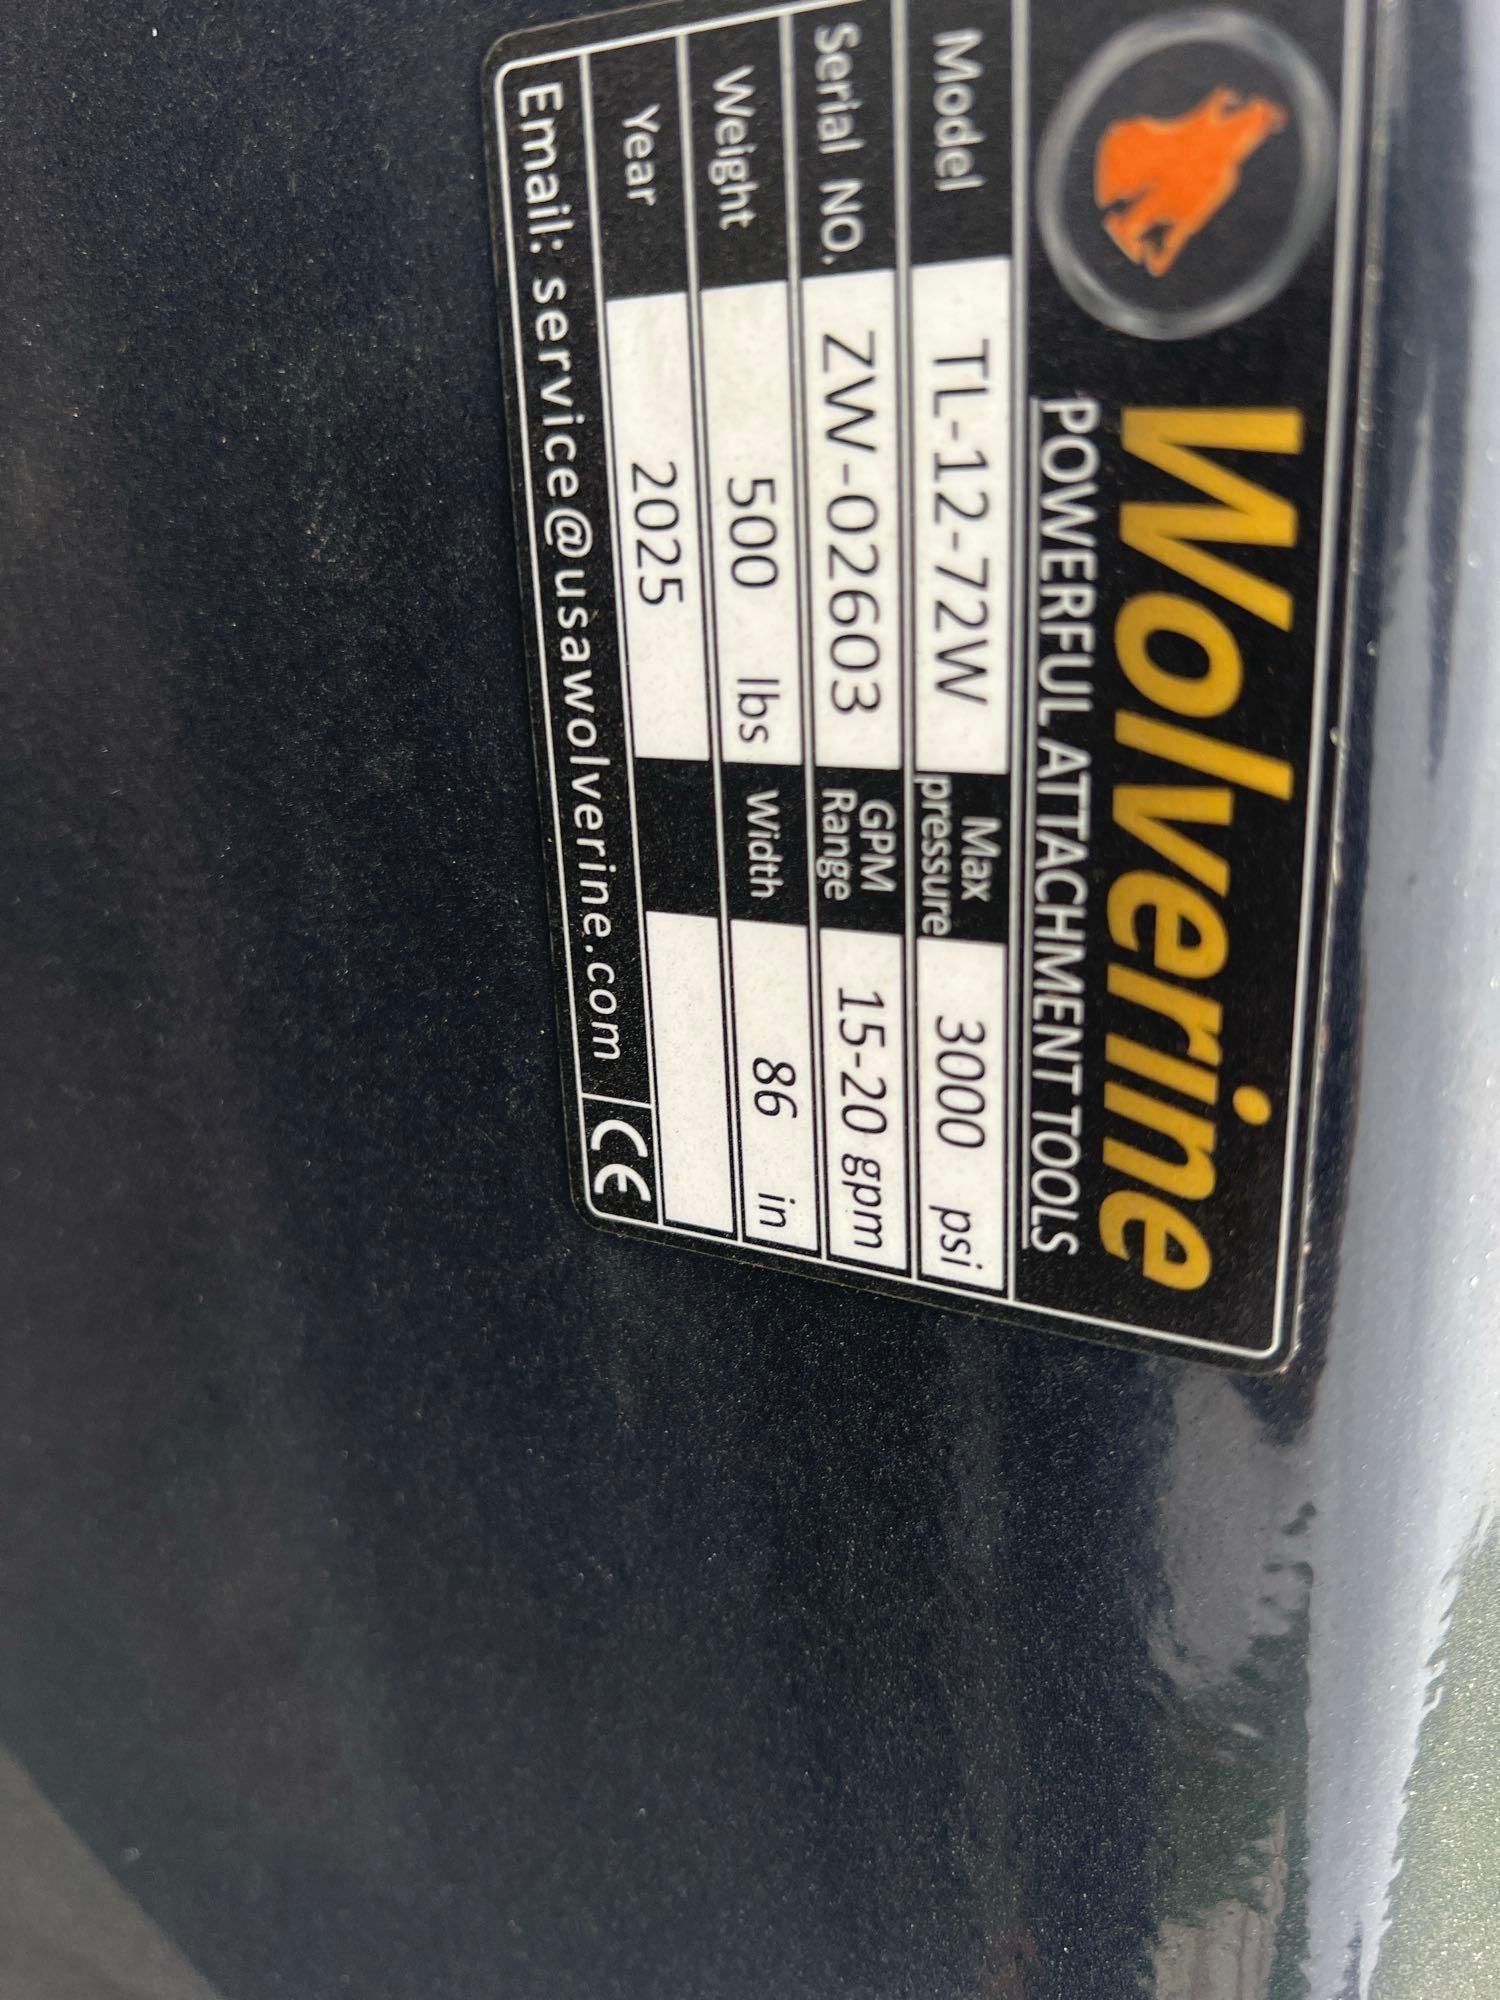 Wolverine
POWERFUL ATTACHMENT TOOLS
Model TL-12-72W Max pressure 3000 psi
Serial NO. ZW-02603 GPM Range 15-20 gpm
Weight 500 lbs Width 86 in
Year 2025
Email: service@usawolverine.com CE